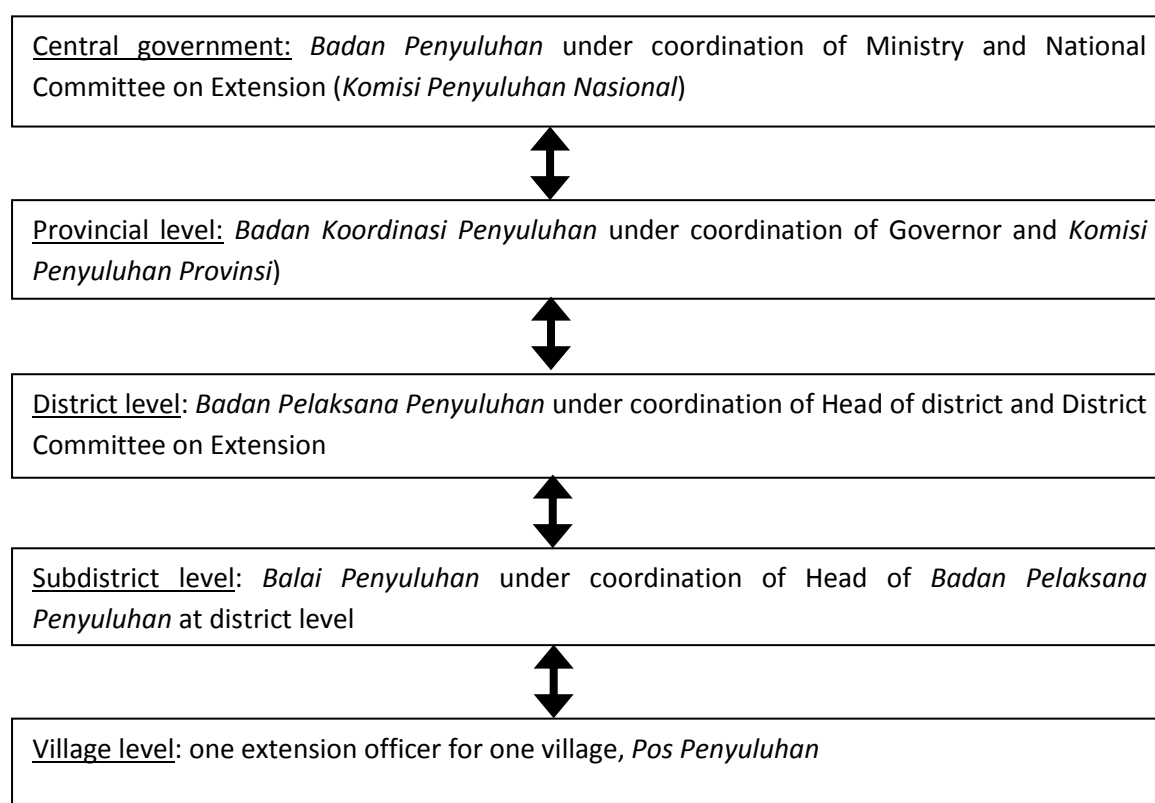 Central government: Badan Penyuluhan under coordination of Ministry and National
Committee on Extension (Komisi Penyuluhan Nasional)
Provincial level: Badan Koordinasi Penyuluhan under coordination of Governor and Komisi
Penyuluhan Provinsi)
District level: Badan Pelaksana Penyuluhan under coordination of Head of district and District
Committee on Extension
Subdistrict level: Balai Penyuluhan under coordination of Head of Badan Pelaksana
Penyuluhan at district level
Village level: one extension officer for one village, Pos Penyuluhan